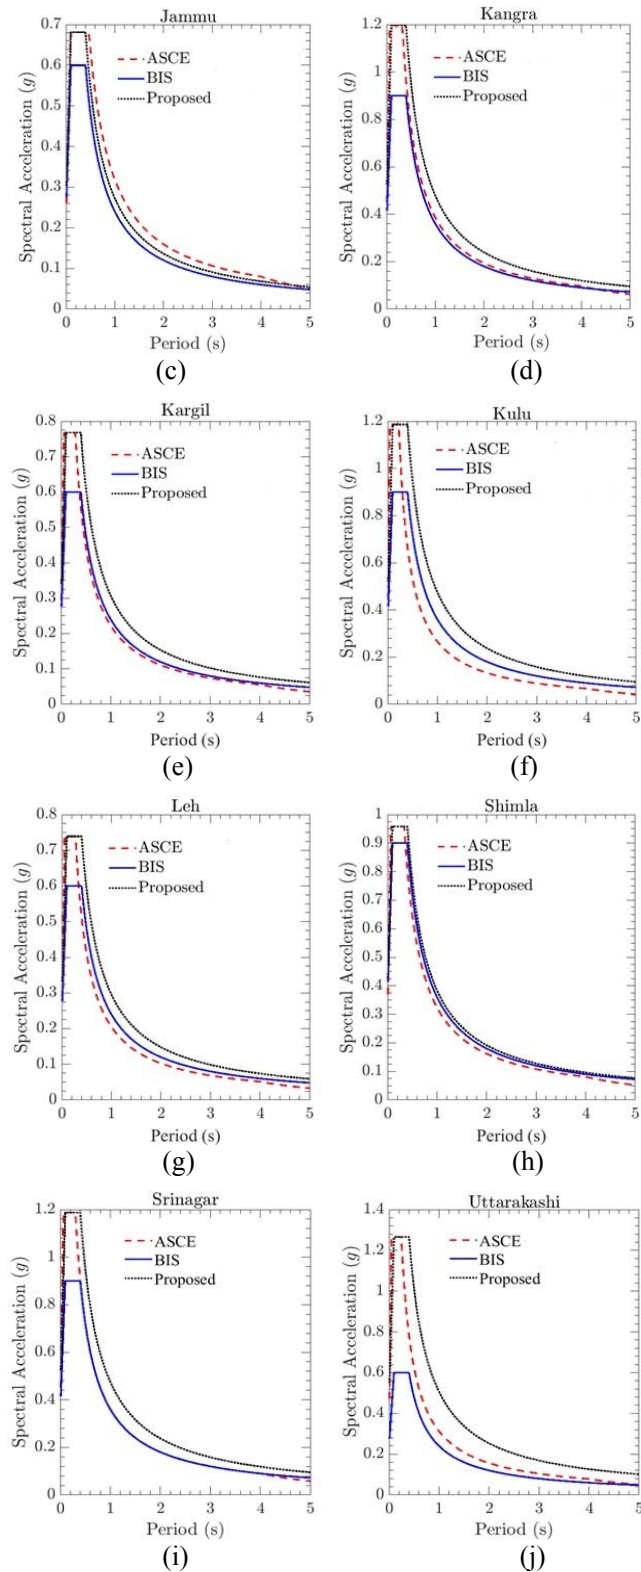 Jammu
0.7
0.6
0.5
0.4
0.3
0.2
0.1
0
Spectral Acceleration (g)
ASCE
BIS
Proposed
0 1 2 3 4 5
Period (s)
(c)
Kangra
1.2
1
0.8
0.6
0.4
0.2
0
Spectral Acceleration (g)
ASCE
BIS
Proposed
0 1 2 3 4 5
Period (s)
(d)
Kargil
0.8
0.7
0.6
0.5
0.4
0.3
0.2
0.1
0
Spectral Acceleration (g)
ASCE
BIS
Proposed
0 1 2 3 4 5
Period (s)
(e)
Kulu
1.2
1
0.8
0.6
0.4
0.2
0
Spectral Acceleration (g)
ASCE
BIS
Proposed
0 1 2 3 4 5
Period (s)
(f)
Leh
0.8
0.7
0.6
0.5
0.4
0.3
0.2
0.1
0
Spectral Acceleration (g)
ASCE
BIS
Proposed
0 1 2 3 4 5
Period (s)
(g)
Shimla
1
0.9
0.8
0.7
0.6
0.5
0.4
0.3
0.2
0.1
0
Spectral Acceleration (g)
ASCE
BIS
Proposed
0 1 2 3 4 5
Period (s)
(h)
Srinagar
1.2
1
0.8
0.6
0.4
0.2
0
Spectral Acceleration (g)
ASCE
BIS
Proposed
0 1 2 3 4 5
Period (s)
(i)
Uttarakashi
1.4
1.2
1
0.8
0.6
0.4
0.2
0
Spectral Acceleration (g)
ASCE
BIS
Proposed
0 1 2 3 4 5
Period (s)
(j)